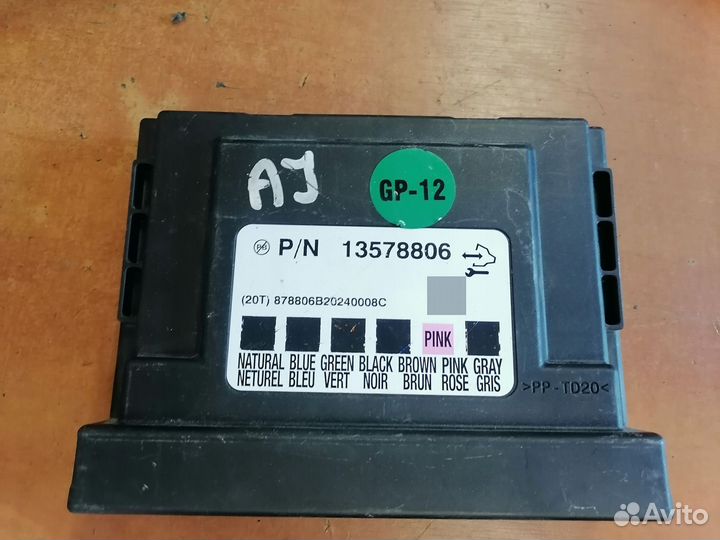 AJ
GP-12
Pb P/N 13578806
(20T) 878806B20240008C
PINK
NATURAL BLUE GREEN BLACK BROWN PINK GRAY
NETUREL BLEU VERT NOIR BRUN ROSE GRIS
>PP-TD20<
Avito